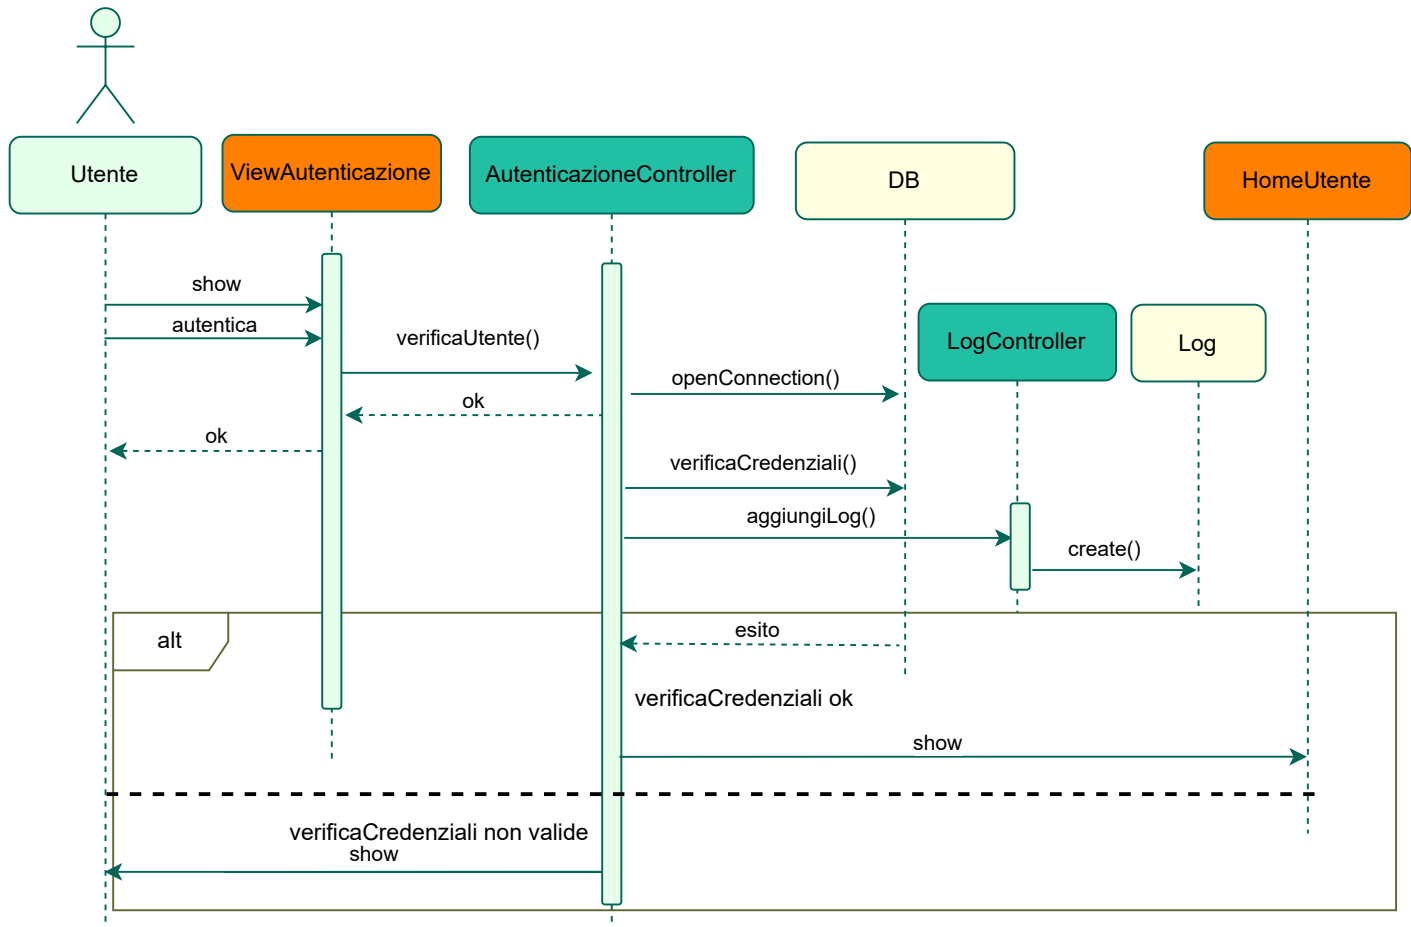 Utente
ViewAutenticazione
AutenticazioneController
DB
HomeUtente
show
autentica
verificaUtente()
LogController
Log
openConnection()
ok
ok
verificaCredenziali()
aggiungiLog()
create()
alt
esito
verificaCredenziali ok
show
verificaCredenziali non valide
show